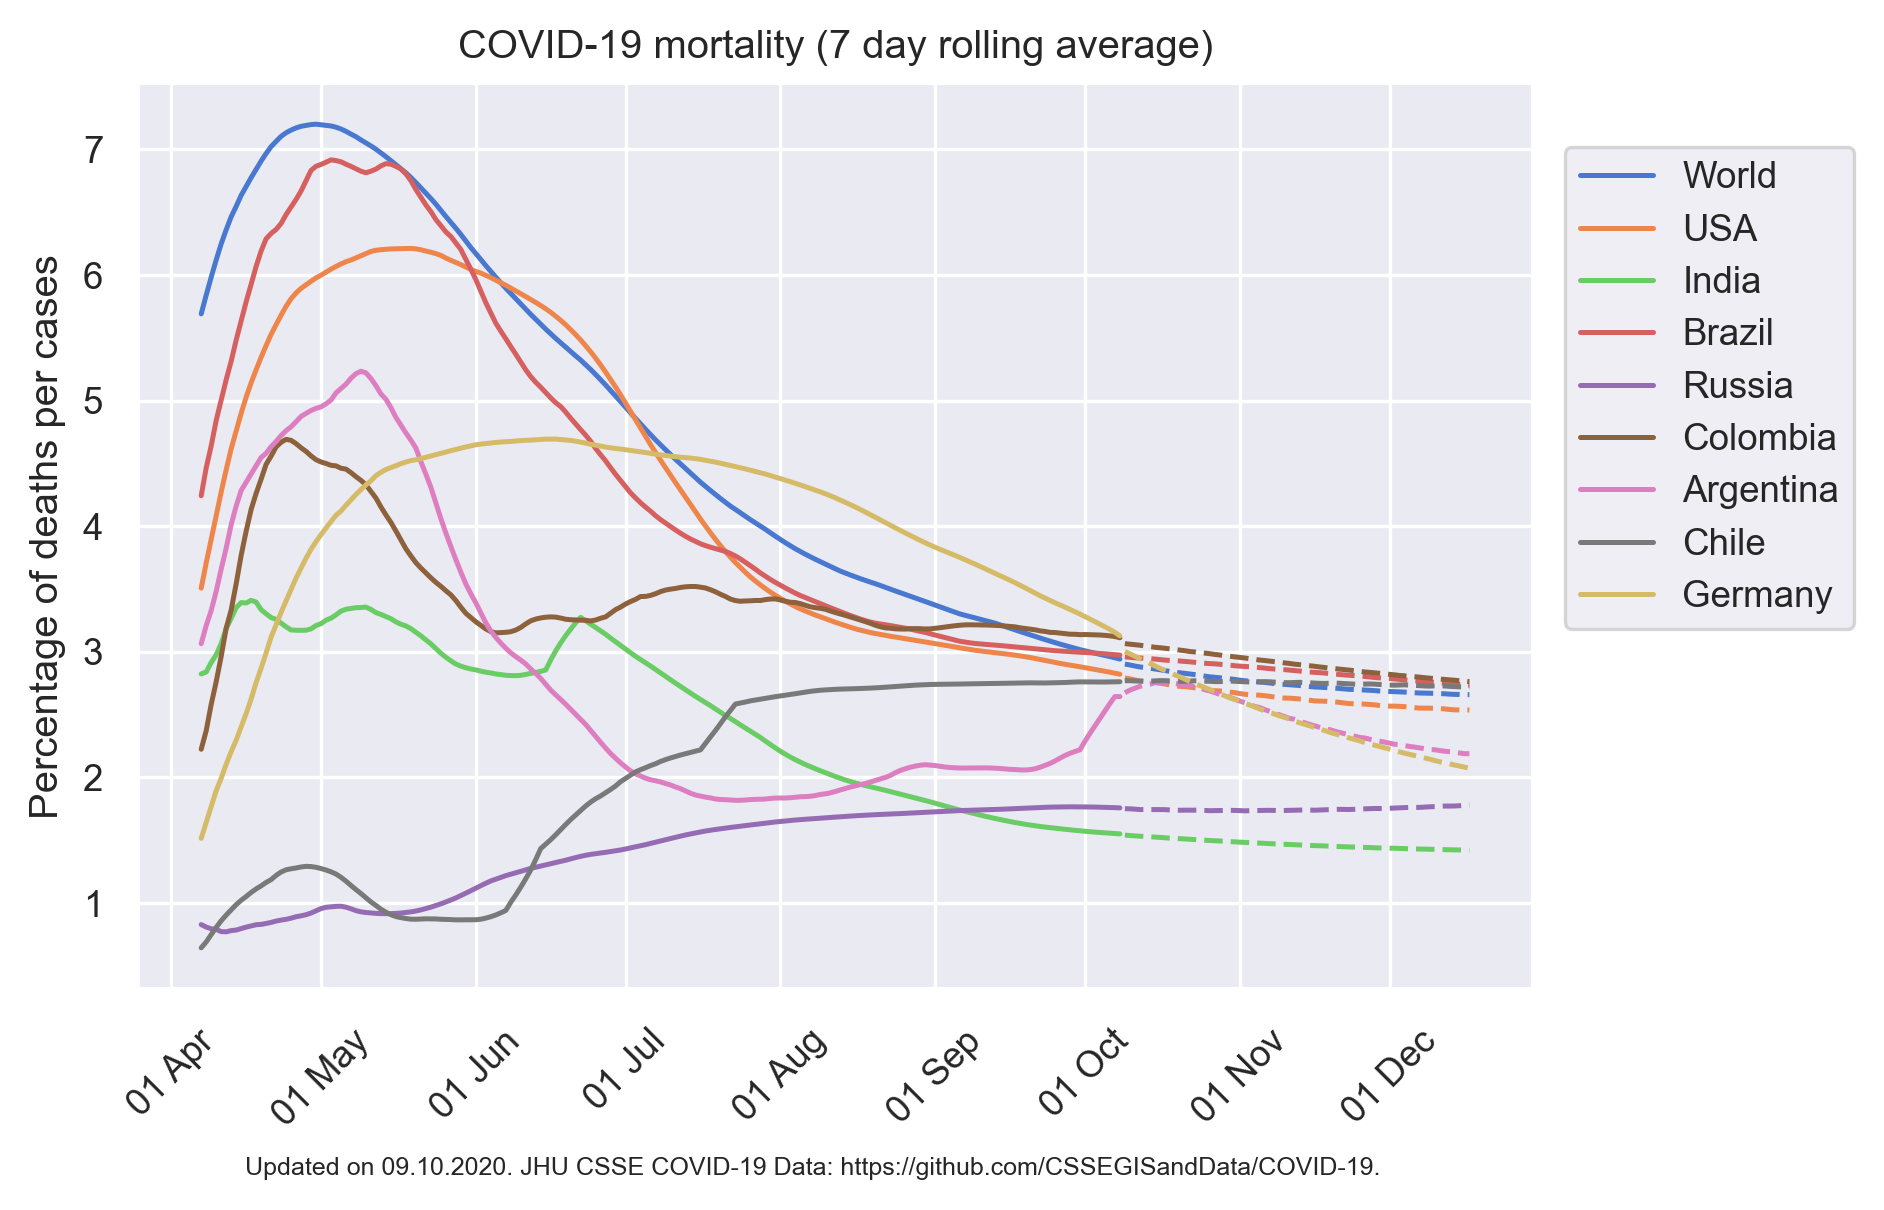 COVID-19 mortality (7 day rolling average)
Percentage of deaths per cases
7
6
5
4
3
2
1
01 Apr
01 May
01 Jun
01 Jul
01 Aug
01 Sep
01 Oct
01 Nov
01 Dec
World
USA
India
Brazil
Russia
Colombia
Argentina
Chile
Germany
Updated on 09.10.2020. JHU CSSE COVID-19 Data: https://github.com/CSSEGISandData/COVID-19.